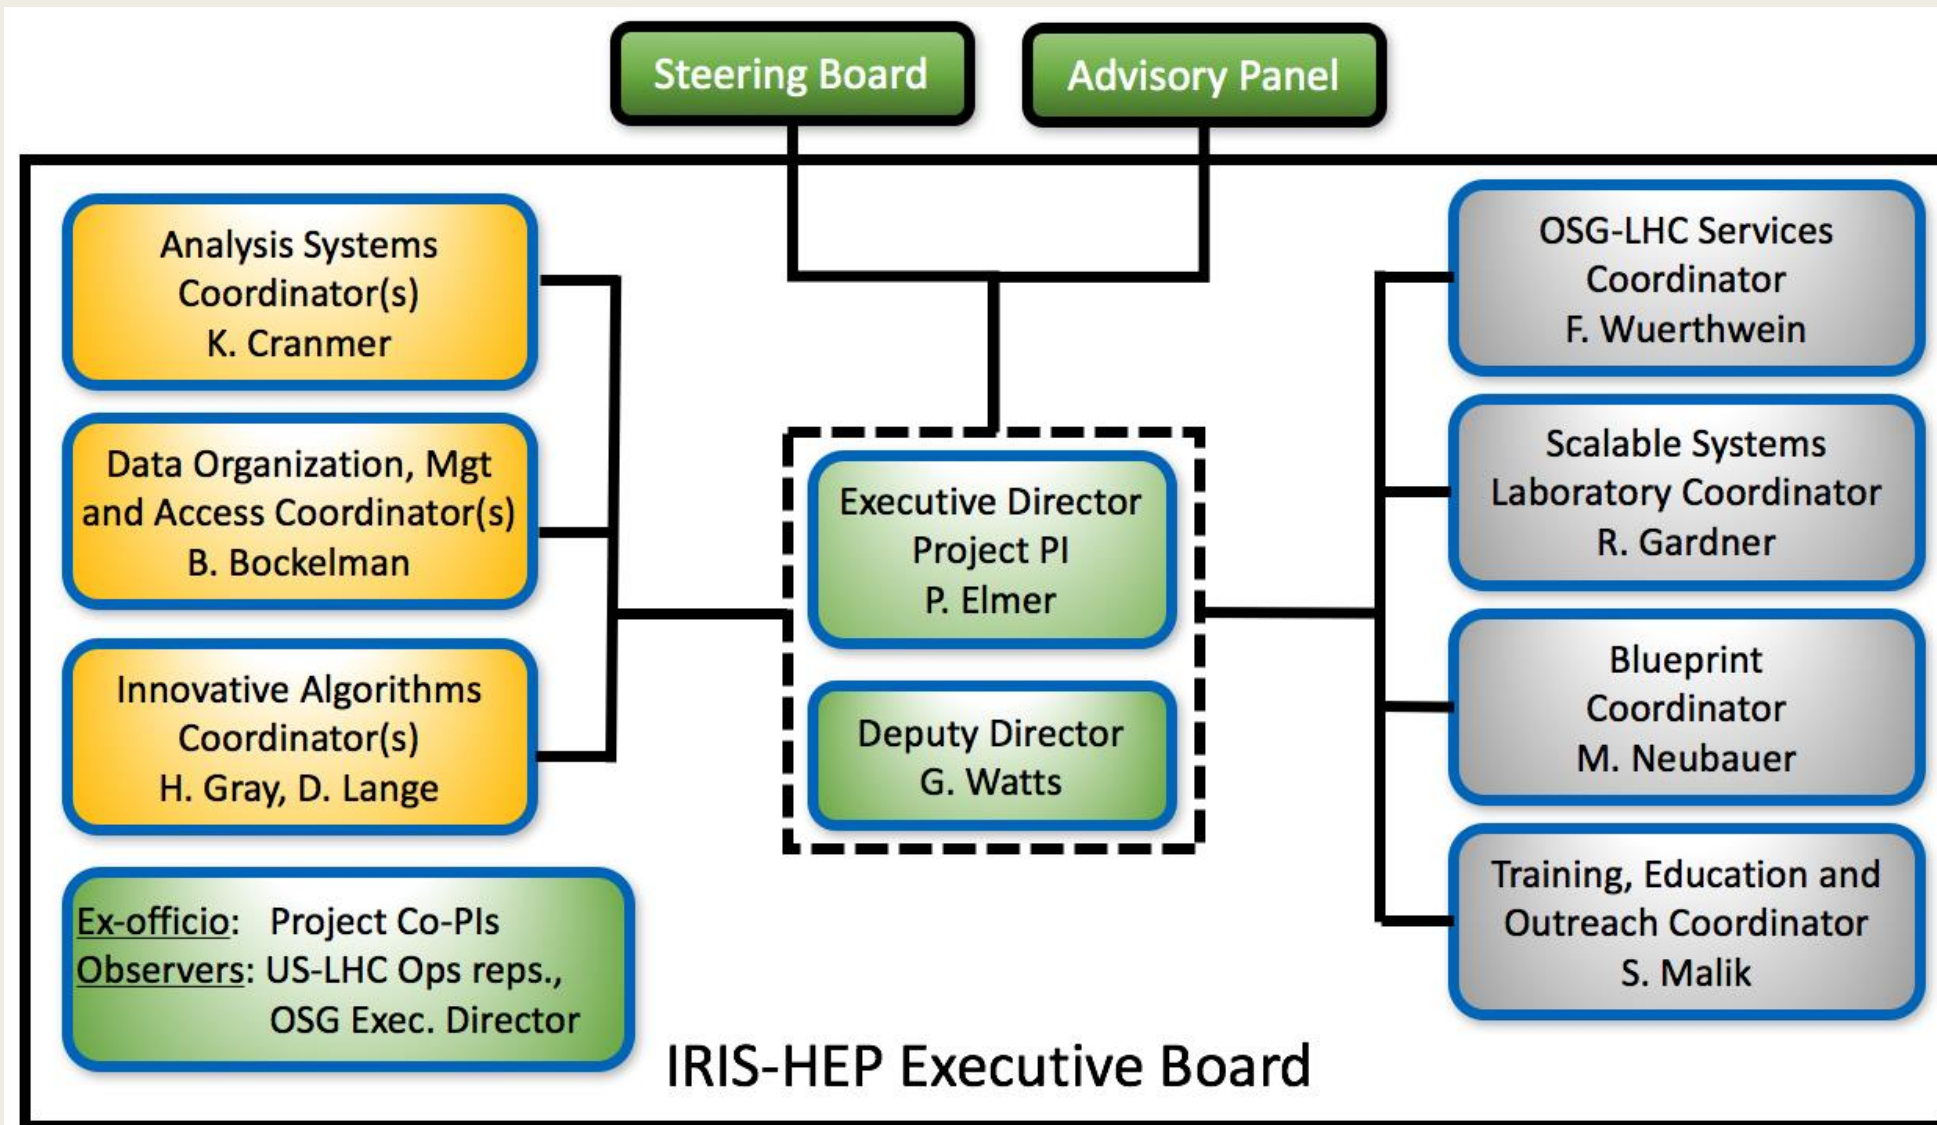 Steering Board
Advisory Panel
Analysis Systems
Coordinator(s)
K. Cranmer
Data Organization, Mgt
and Access Coordinator(s)
B. Bockelman
Innovative Algorithms
Coordinator(s)
H. Gray, D. Lange
Ex-officio: Project Co-PIs
Observers: US-LHC Ops reps.,
OSG Exec. Director
Executive Director
Project PI
P. Elmer
Deputy Director
G. Watts
OSG-LHC Services
Coordinator
F. Wuerthwein
Scalable Systems
Laboratory Coordinator
R. Gardner
Blueprint
Coordinator
M. Neubauer
Training, Education and
Outreach Coordinator
S. Malik
IRIS-HEP Executive Board